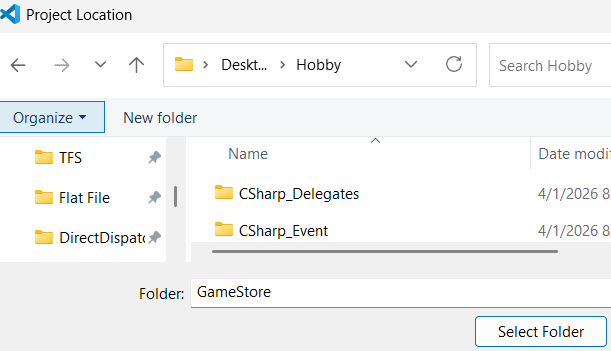 Project Location
Deskt... > Hobby
Search Hobby
Organize
New folder
TFS
Flat File
DirectDispatc
Name
Date modif
CSharp_Delegates
4/1/2026 8
CSharp_Event
4/1/2026 8
Folder: GameStore
Select Folder